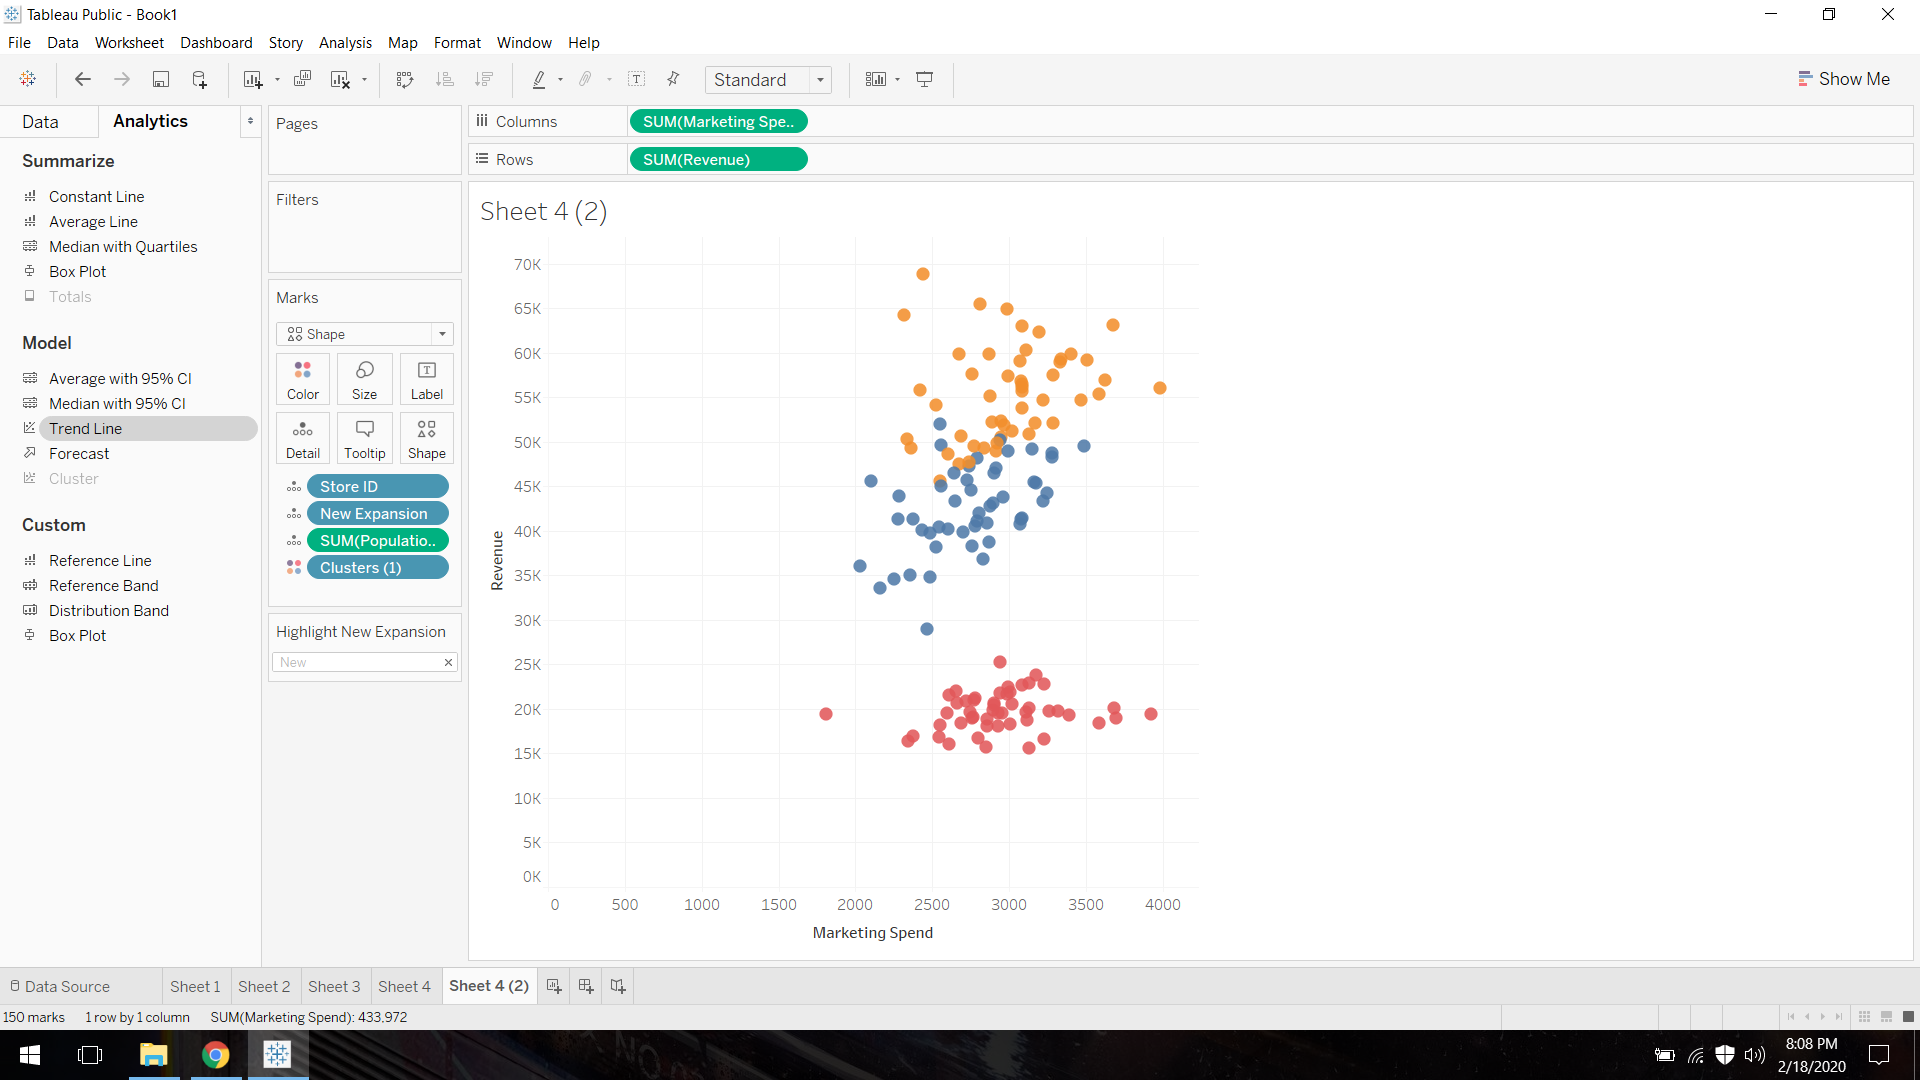 Tableau Public - Book1
File Data Worksheet Dashboard Story Analysis Map Format Window Help
Standard
Show Me
Data Analytics
Summarize
Constant Line
Average Line
Median with Quartiles
Box Plot
Totals
Model
Average with 95% CI
Median with 95% CI
Trend Line
Forecast
Cluster
Custom
Reference Line
Reference Band
Distribution Band
Box Plot
Pages
Filters
Marks
Shape
Color Size Label
Detail Tooltip Shape
Store ID
New Expansion
SUM(Populatio..
Clusters (1)
Highlight New Expansion
New
Columns SUM(Marketing Spe..
Rows SUM(Revenue)
Sheet 4 (2)
70K
65K
60K
55K
50K
45K
40K
35K
30K
25K
20K
15K
10K
5K
0K
Revenue
0 500 1000 1500 2000 2500 3000 3500 4000
Marketing Spend
Data Source Sheet 1 Sheet 2 Sheet 3 Sheet 4 Sheet 4 (2)
150 marks 1 row by 1 column SUM(Marketing Spend): 433,972
8:08 PM
2/18/2020